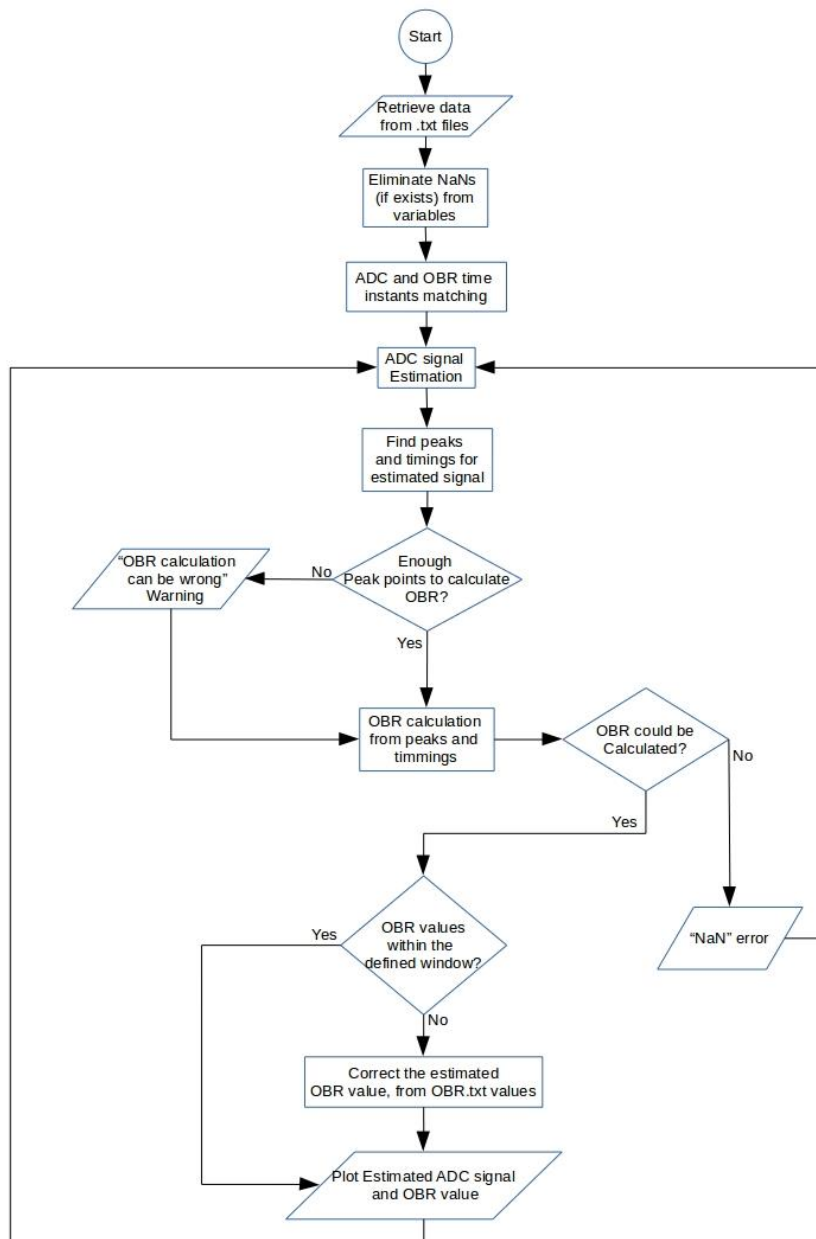 Start
Retrieve data
from .txt files
Eliminate NaNs
(if exists) from
variables
ADC and OBR time
instants matching
ADC signal
Estimation
Find peaks
and timings for
estimated signal
Enough
Peak points to calculate
OBR?
No
“OBR calculation
can be wrong”
Warning
Yes
OBR calculation
from peaks and
timmings
OBR could be
Calculated?
No
Yes
“NaN” error
OBR values
within the
defined window?
Yes
No
Correct the estimated
OBR value, from OBR.txt values
Plot Estimated ADC signal
and OBR value